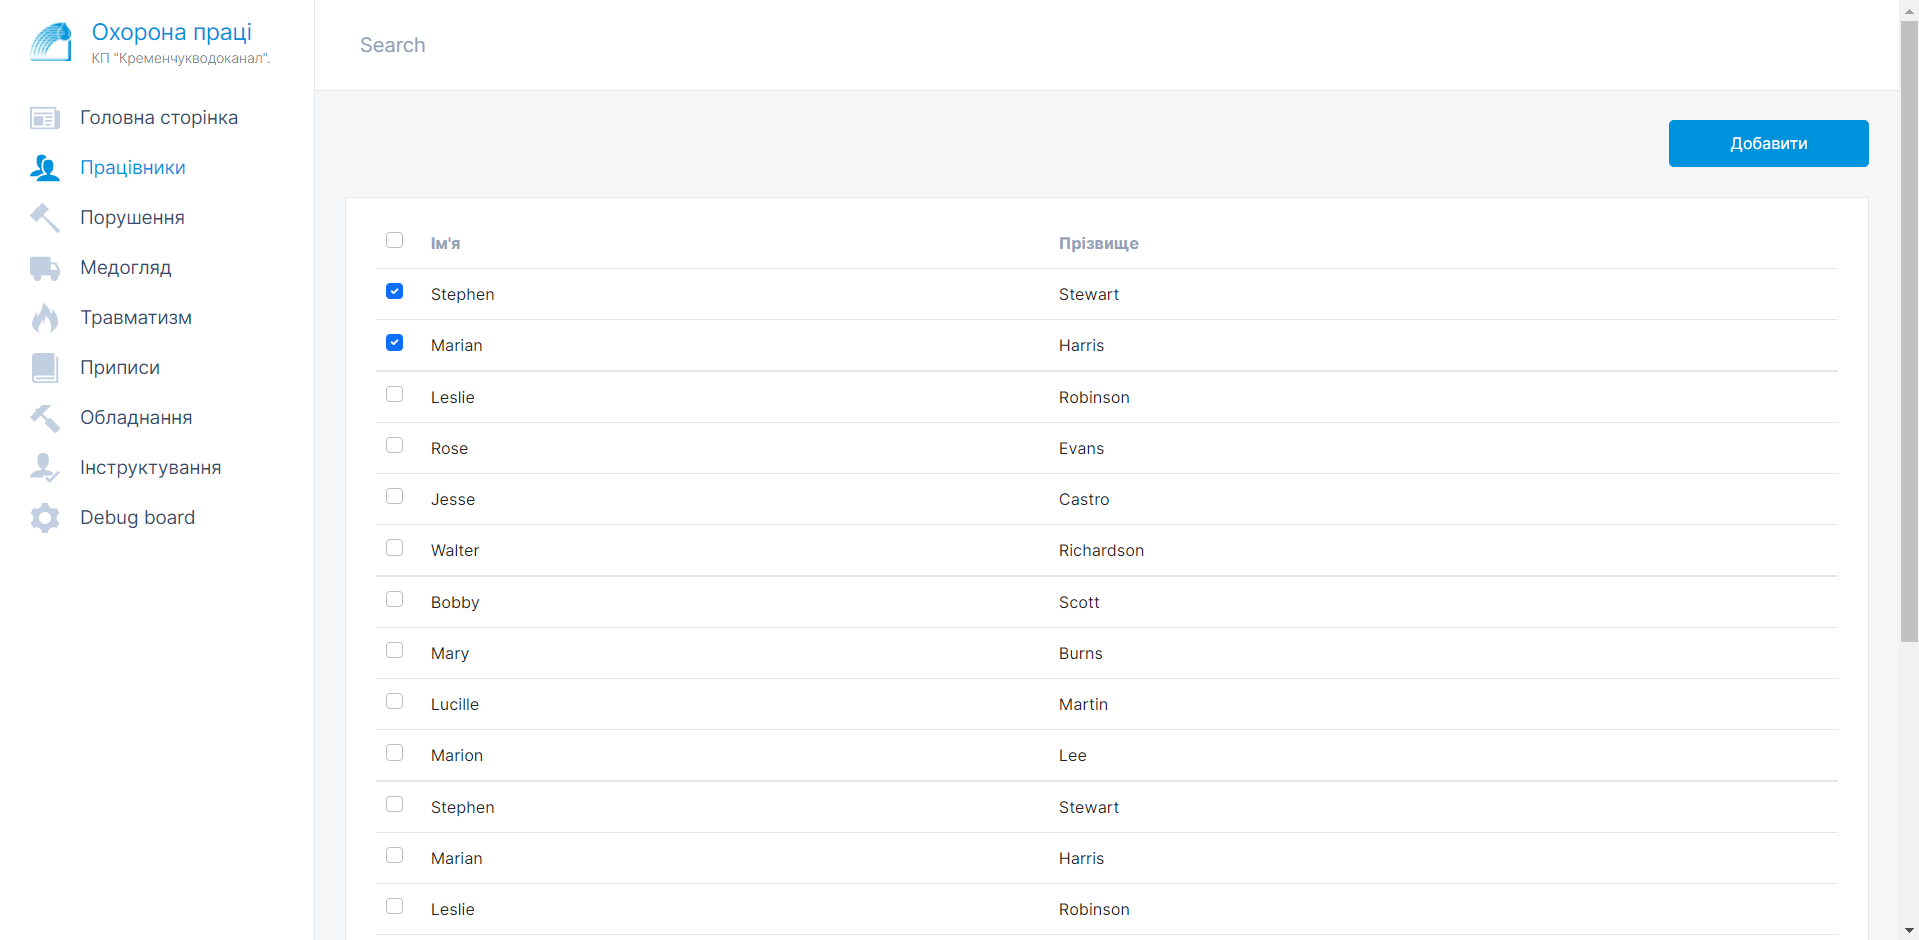 Охорона праці
КП "Кременчукводоканал".
Головна сторінка
Працівники
Порушення
Медогляд
Травматизм
Приписи
Обладнання
Інструктування
Debug board
Search
Добавити
Ім'я Прізвище
Stephen Stewart
Marian Harris
Leslie Robinson
Rose Evans
Jesse Castro
Walter Richardson
Bobby Scott
Mary Burns
Lucille Martin
Marion Lee
Stephen Stewart
Marian Harris
Leslie Robinson